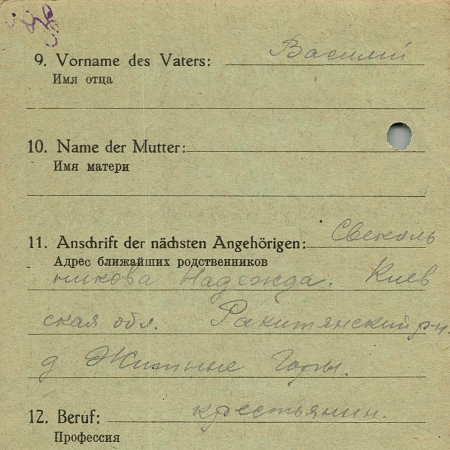 9. Vorname des Vaters: Василий
Имя отца
10. Name der Mutter:
Имя матери
11. Anschrift der nächsten Angehörigen: Свеколь
Адрес ближайших родственников
никова Надежда. Киев
ская обл. Ракитянский р-н.
д Житные Горы.
12. Beruf: крестьянин.
Профессия